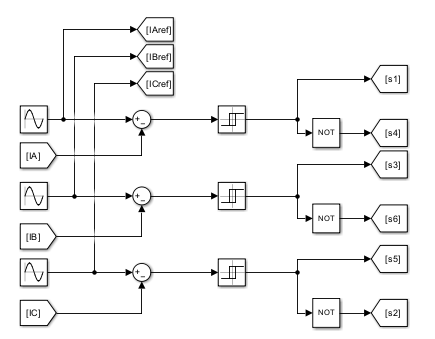 [IAref]
[IBref]
[ICref]
[s1]
[IA]
NOT
[s4]
[s3]
[IB]
NOT
[s6]
[s5]
[IC]
NOT
[s2]